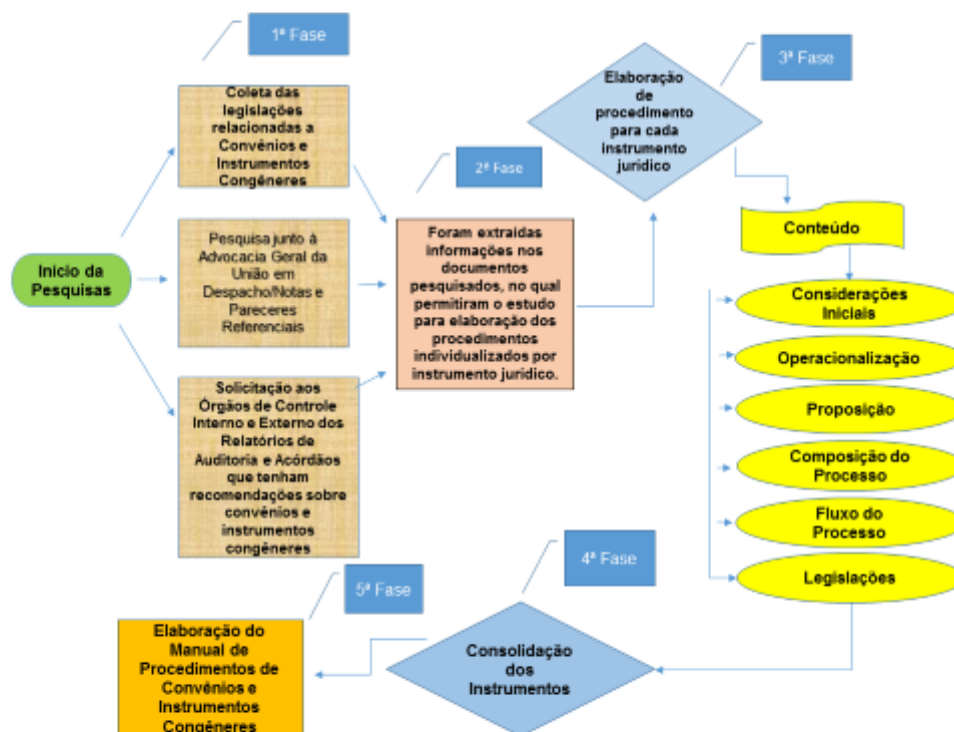 1ª Fase
Coleta das
legislações
relacionadas a
Convênios e
Instrumentos
Congêneres
Pesquisa junto à
Advocacia Geral da
União em
Despacho/Notas e
Pareceres
Referenciais
Solicitação aos
Órgãos de Controle
Interno e Externo dos
Relatórios de
Auditoria e Acórdãos
que tenham
recomendações sobre
convênios e
instrumentos
congêneres
Início da
Pesquisas
2ª Fase
Foram extraídas
informações nos
documentos
pesquisados, no qual
permitiram o estudo
para elaboração dos
procedimentos
individualizados por
instrumento jurídico.
3ª Fase
Elaboração
de
procedimento
para cada
instrumento
jurídico
Conteúdo
Considerações
Iniciais
Operacionalização
Proposição
Composição do
Processo
Fluxo do
Processo
Legislações
4ª Fase
Consolidação
dos
Instrumentos
5ª Fase
Elaboração do
Manual de
Procedimentos de
Convênios e
Instrumentos
Congêneres